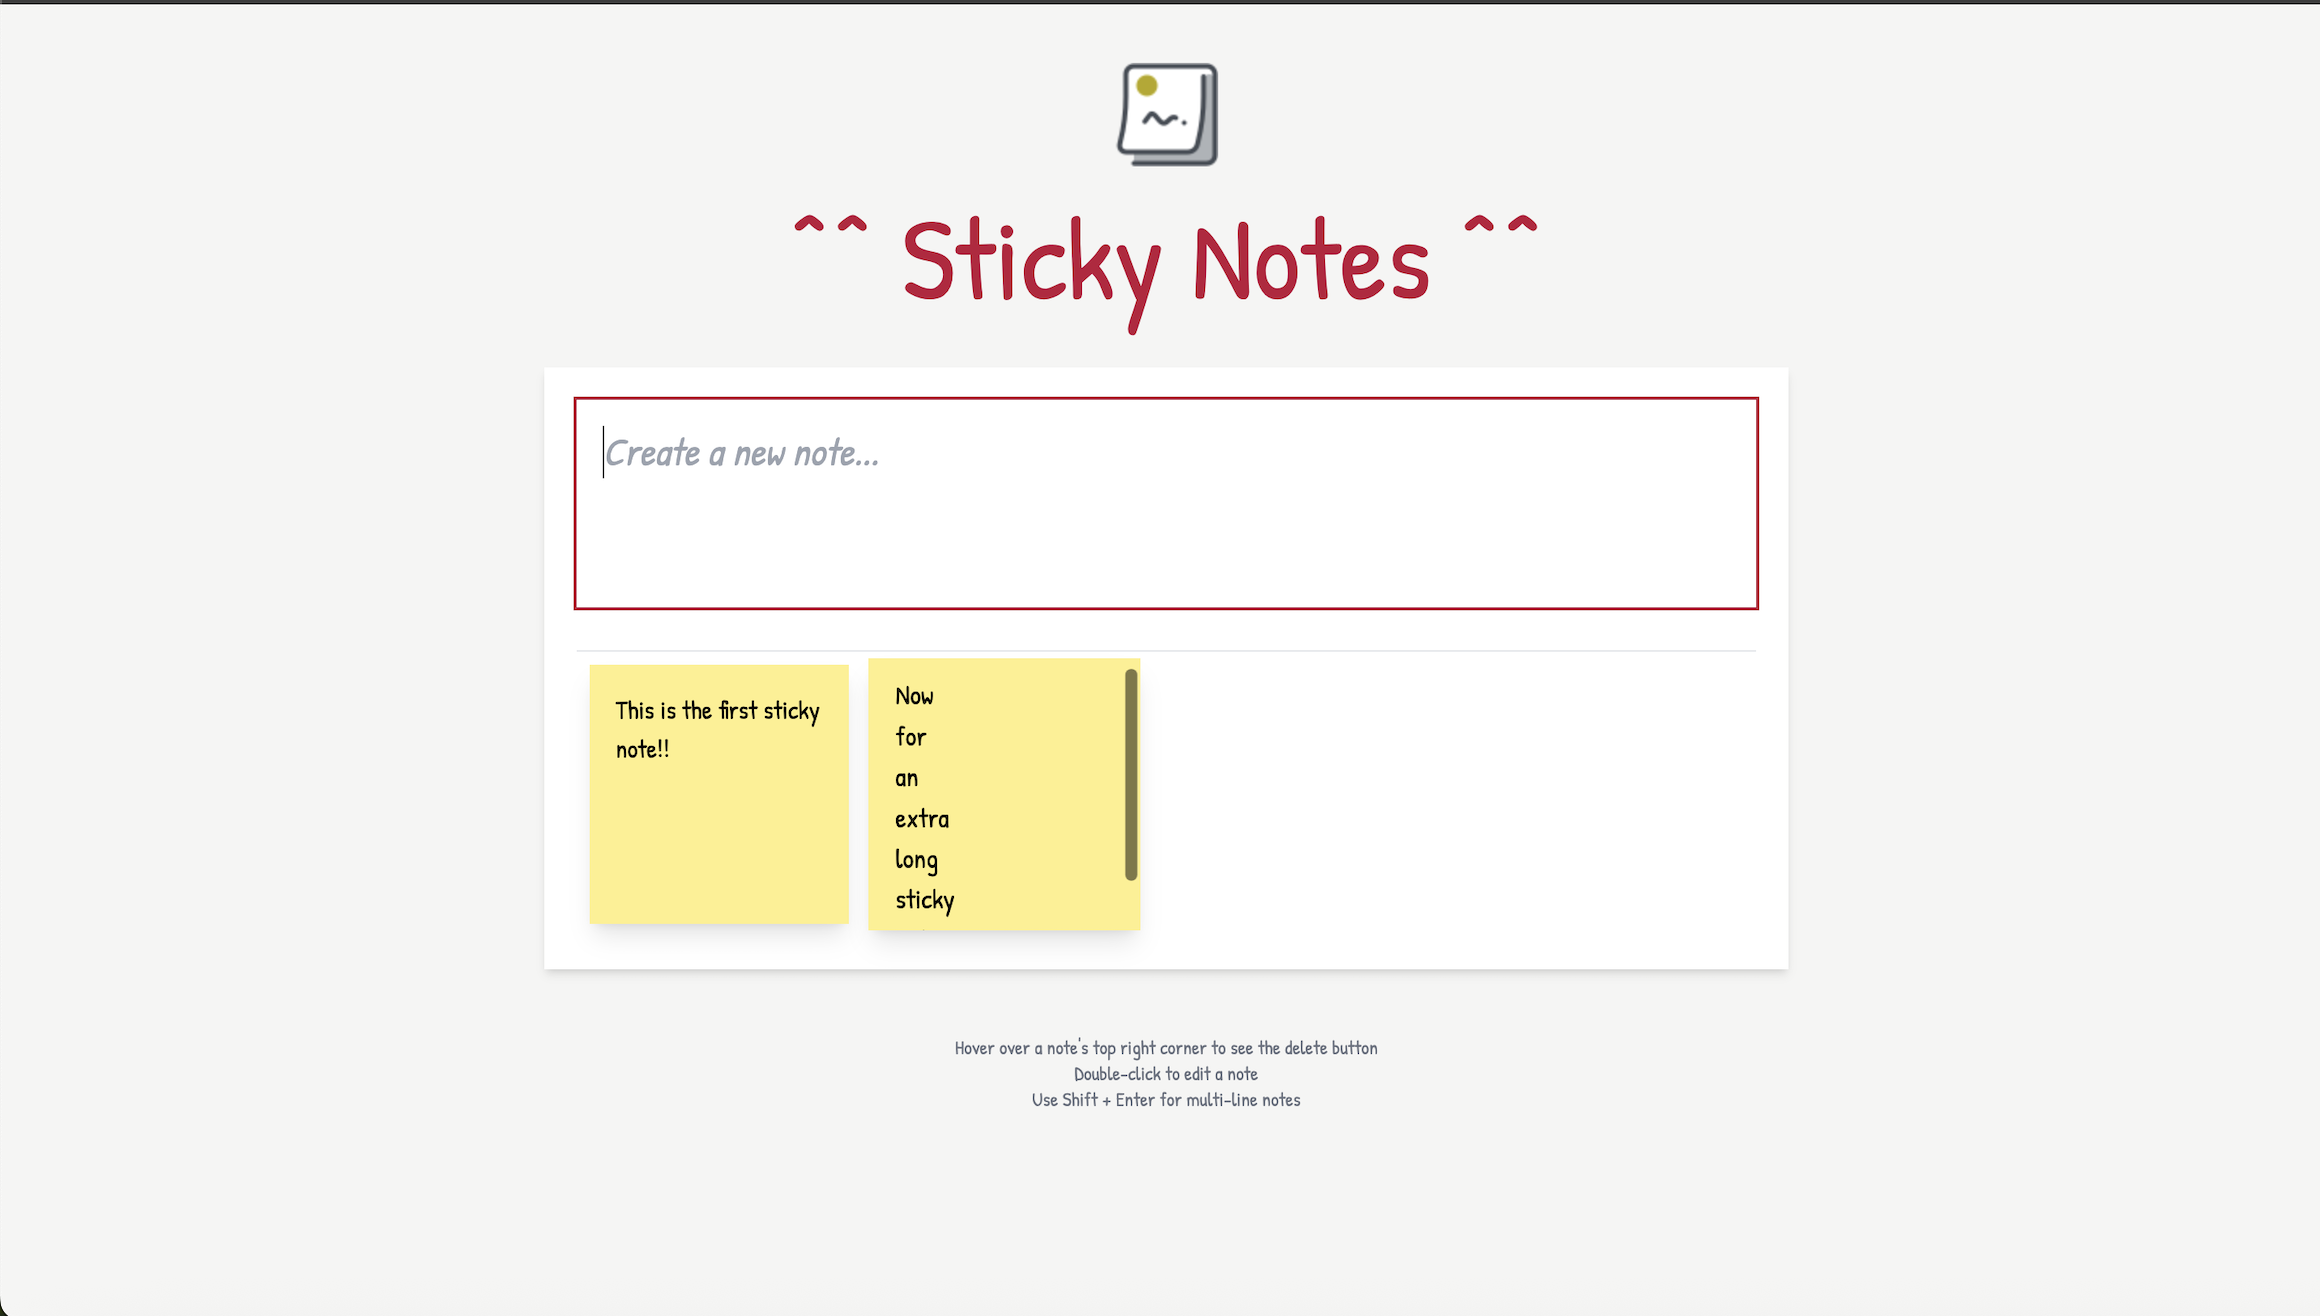 ^^ Sticky Notes ^^
Create a new note...
This is the first sticky
note!!
Now
for
an
extra
long
sticky
Hover over a note's top right corner to see the delete button
Double-click to edit a note
Use Shift + Enter for multi-line notes